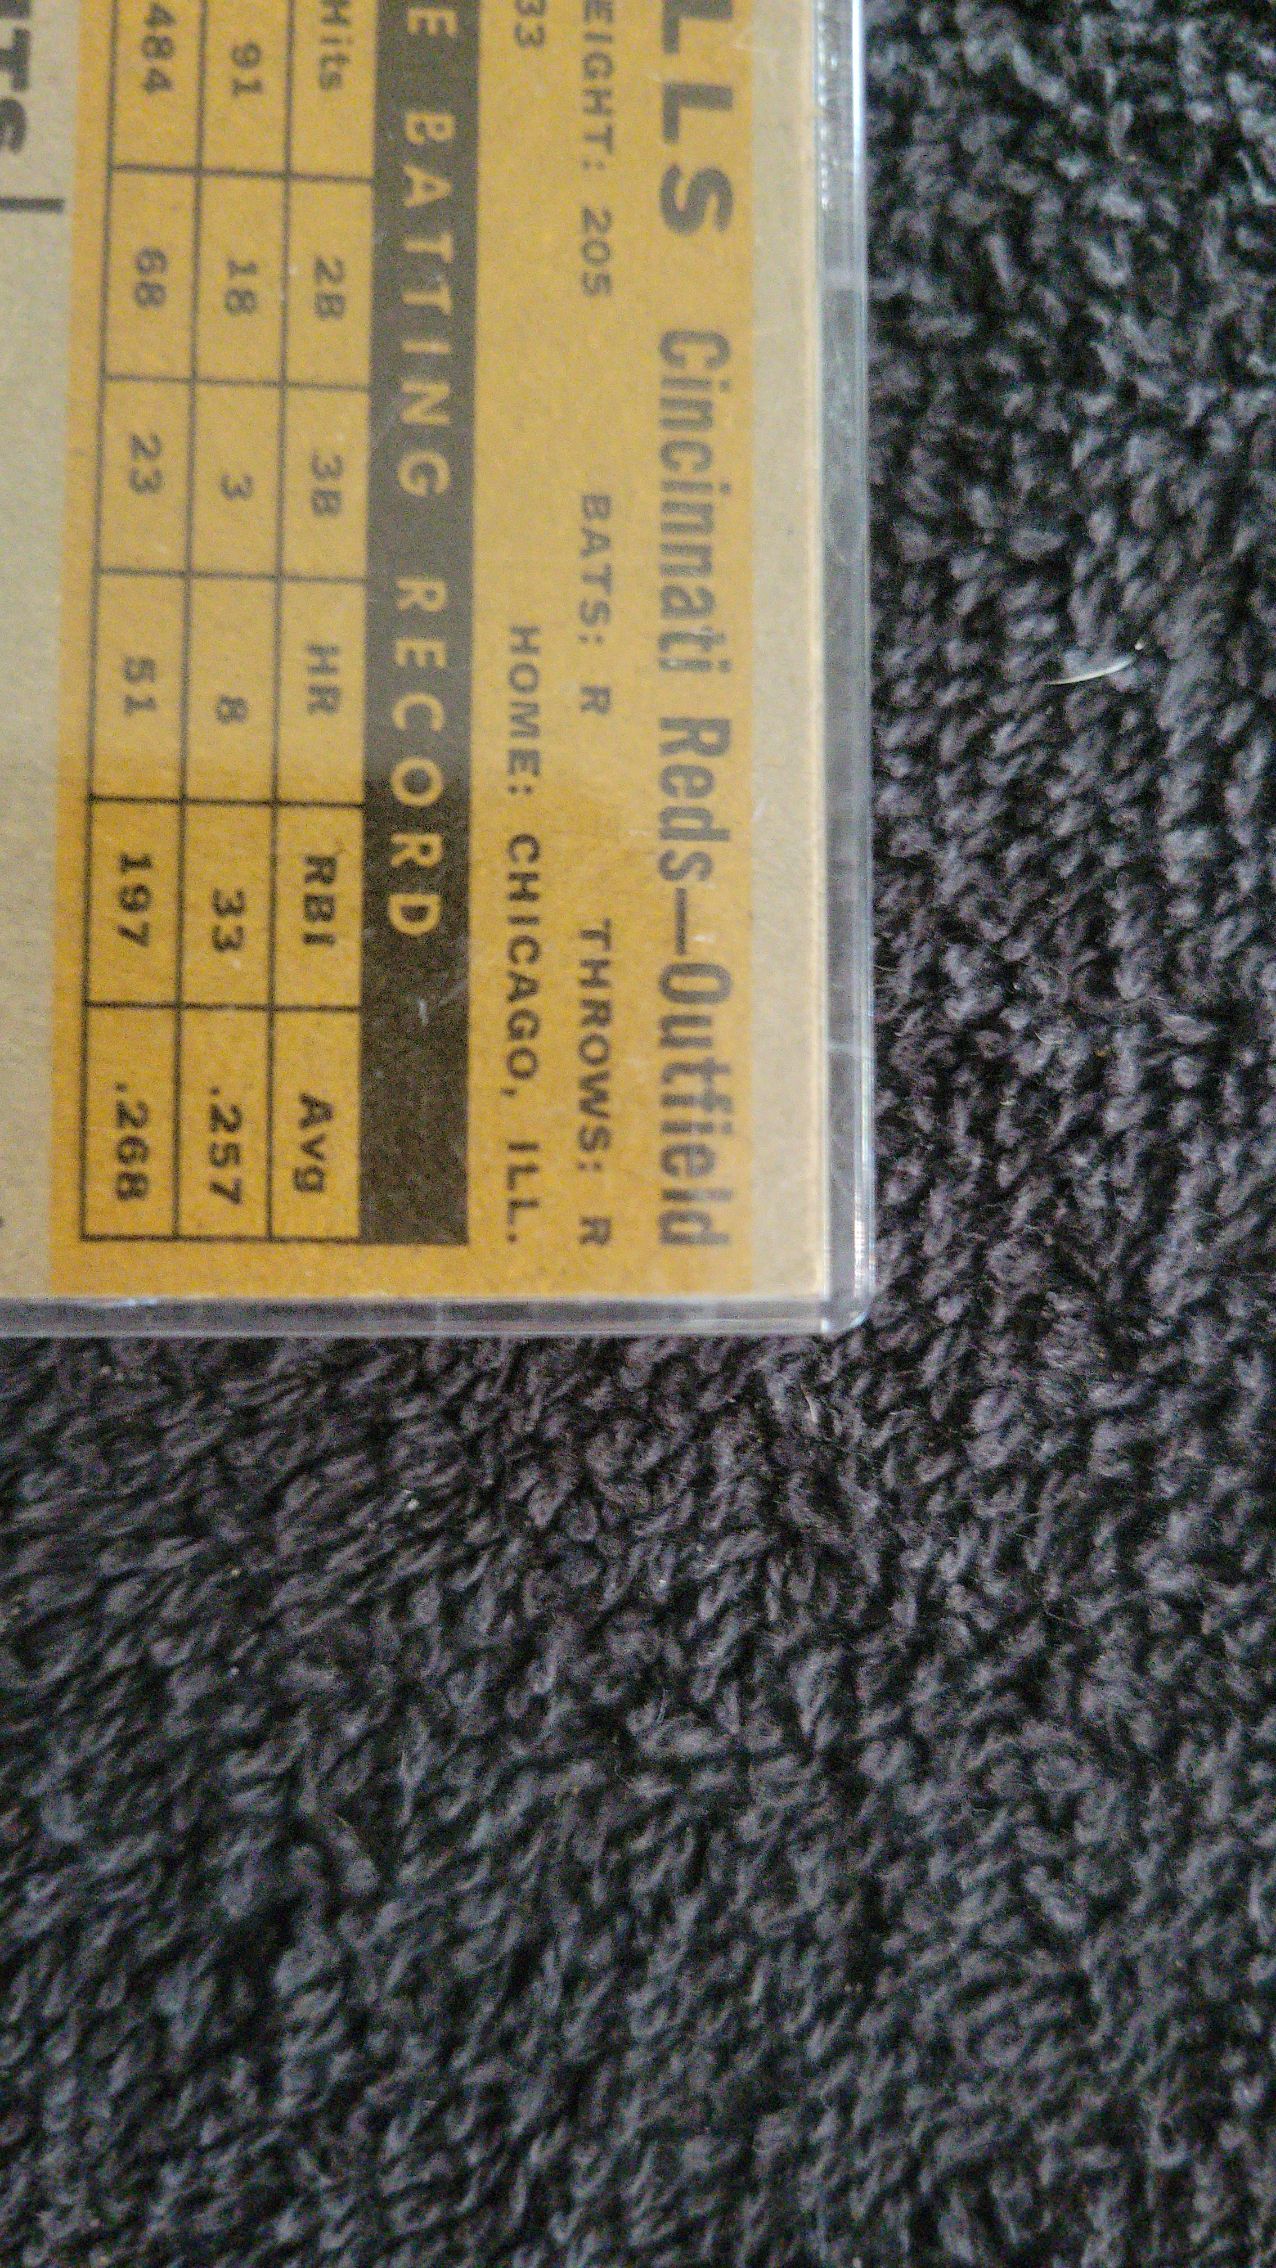 LLS Cincinnati Reds—Outfield
EIGHT: 205 BATS: R THROWS: R
33 HOME: CHICAGO, ILL.
E BATTING RECORD
Hits 2B 3B HR RBI Avg
91 18 3 8 33 .257
484 68 23 51 197 .268
TS